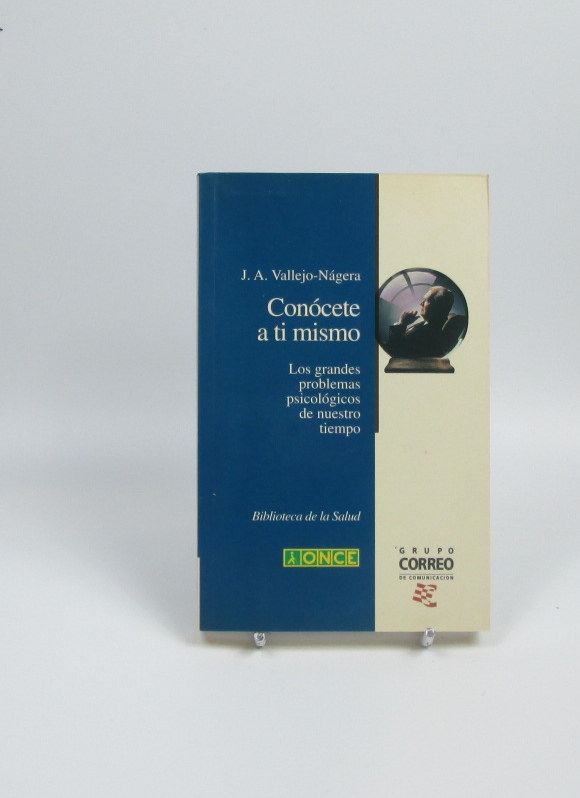 J. A. Vallejo-Nágera
Conócete
a ti mismo
Los grandes
problemas
psicológicos
de nuestro
tiempo
Biblioteca de la Salud
ONCE
GRUPO
CORREO
DE COMUNICACION